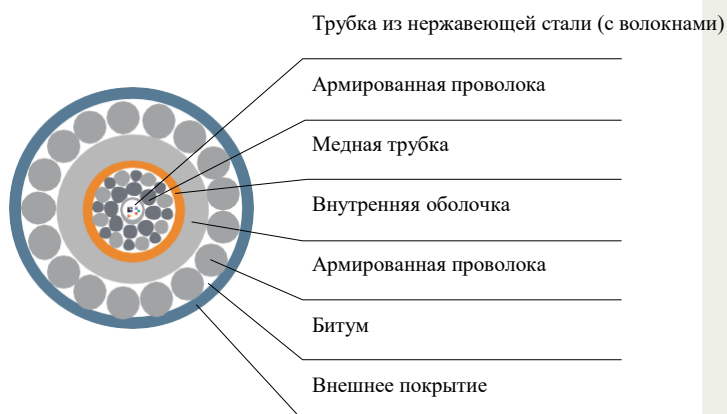 Трубка из нержавеющей стали (с волокнами)
Армированная проволока
Медная трубка
Внутренняя оболочка
Армированная проволока
Битум
Внешнее покрытие